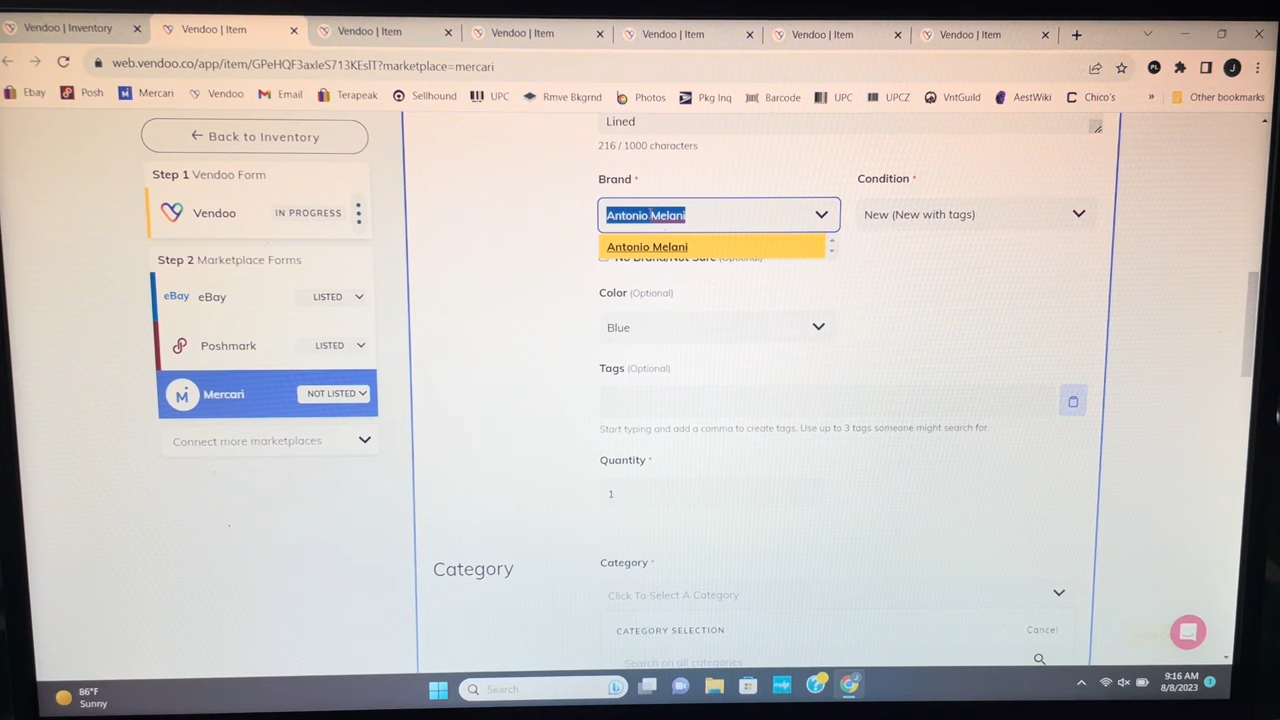 Vendoo | Inventory
Vendoo | Item
Vendoo | Item
Vendoo | Item
Vendoo | Item
Vendoo | Item
Vendoo | Item
web.vendoo.co/app/item/GPeHQF3axleS713KEsIT?marketplace=mercari
PL
J
Ebay
Posh
Mercari
Vendoo
Email
Terapeak
Sellhound
UPC
Rmve Bkgrnd
Photos
Pkg Inq
Barcode
UPC
UPCZ
VntGuild
AestWiki
Chico's
»
Other bookmarks
← Back to Inventory
Step 1 Vendoo Form
Vendoo
IN PROGRESS
Step 2 Marketplace Forms
eBay eBay
LISTED
Poshmark
LISTED
Mercari
NOT LISTED
Connect more marketplaces
Lined
216 / 1000 characters
Brand *
Condition *
Antonio Melani
New (New with tags)
Antonio Melani
No Brand/Not Sure (Optional)
Color (Optional)
Blue
Tags (Optional)
Start typing and add a comma to create tags. Use up to 3 tags someone might search for.
Quantity *
1
Category
Category *
Click To Select A Category
CATEGORY SELECTION
Cancel
Search on all categories
86°F
Sunny
Search
9:16 AM
8/8/2023
1